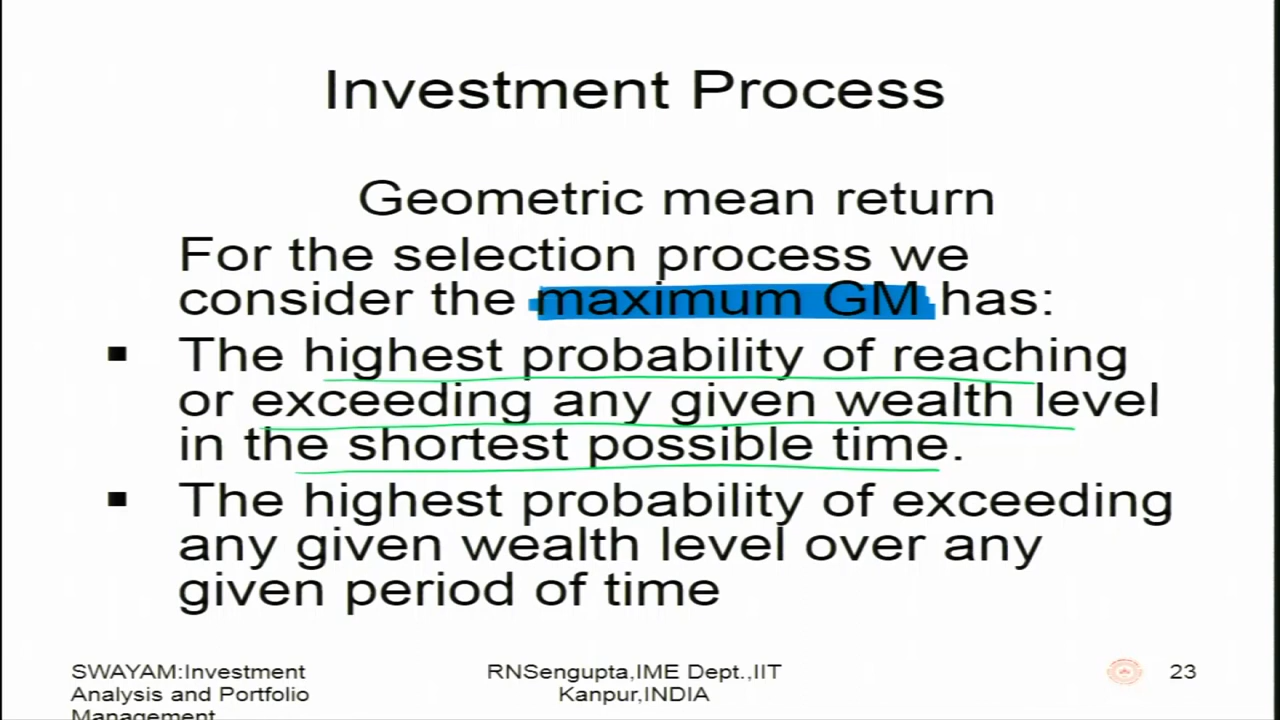 Investment Process
Geometric mean return
For the selection process we
consider the maximum GM has:
▪ The highest probability of reaching
or exceeding any given wealth level
in the shortest possible time.
▪ The highest probability of exceeding
any given wealth level over any
given period of time
SWAYAM:Investment
Analysis and Portfolio
Management
RNSengupta,IME Dept.,IIT
Kanpur,INDIA
23